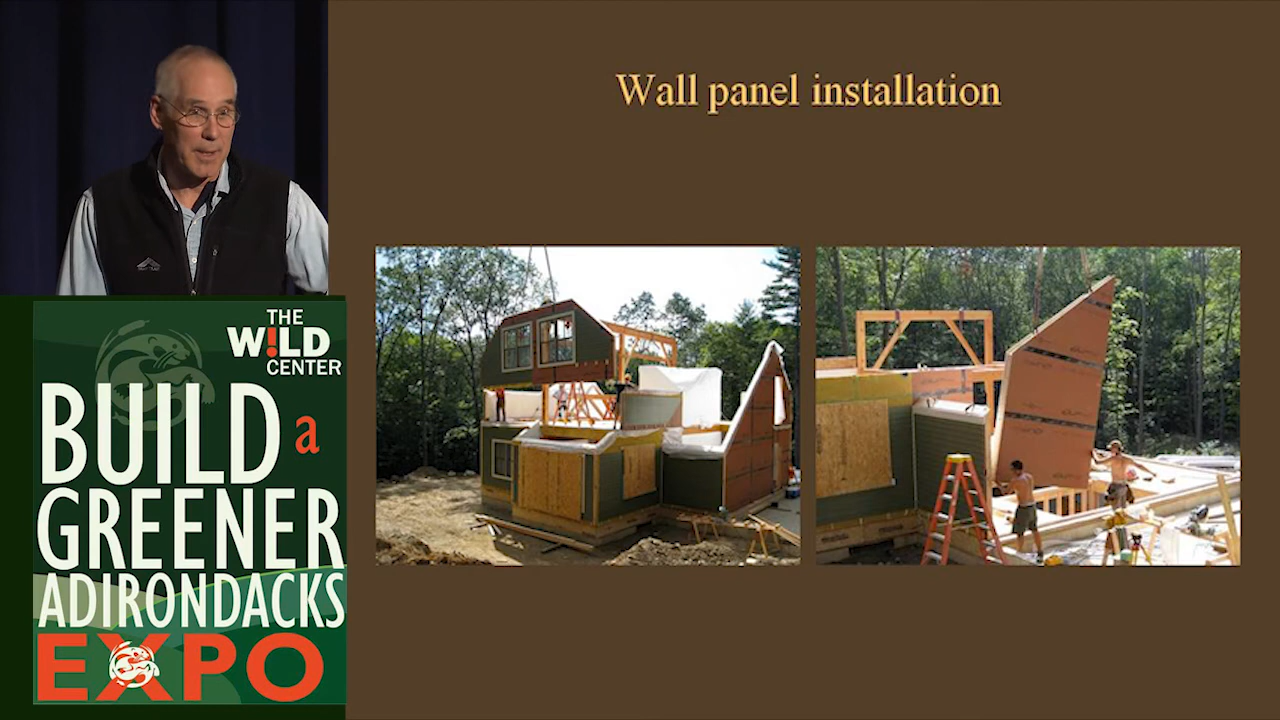 Wall panel installation
THE
W!LD
CENTER
BUILD a
GREENER
ADIRONDACKS
EXPO